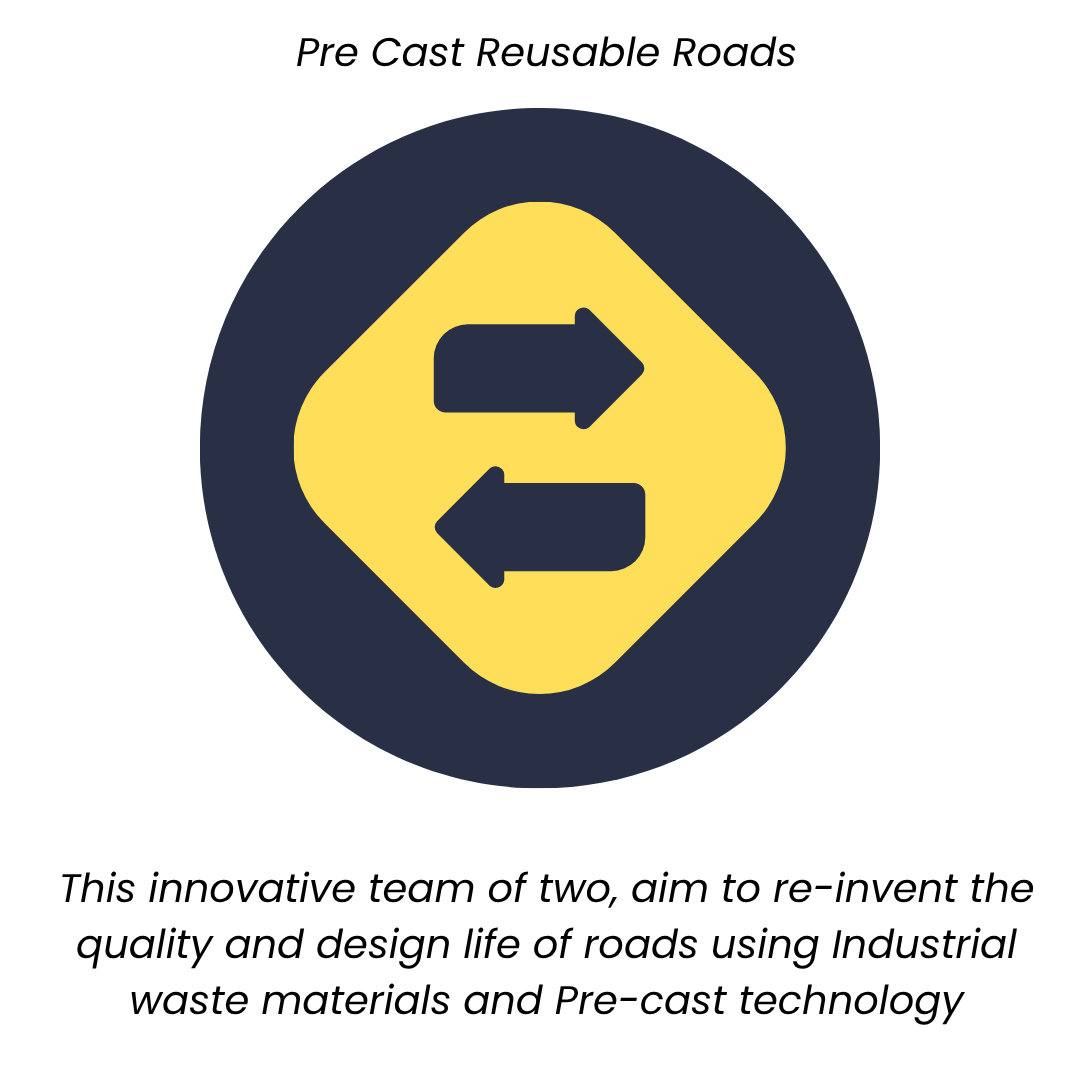 Pre Cast Reusable Roads
This innovative team of two, aim to re-invent the
quality and design life of roads using Industrial
waste materials and Pre-cast technology